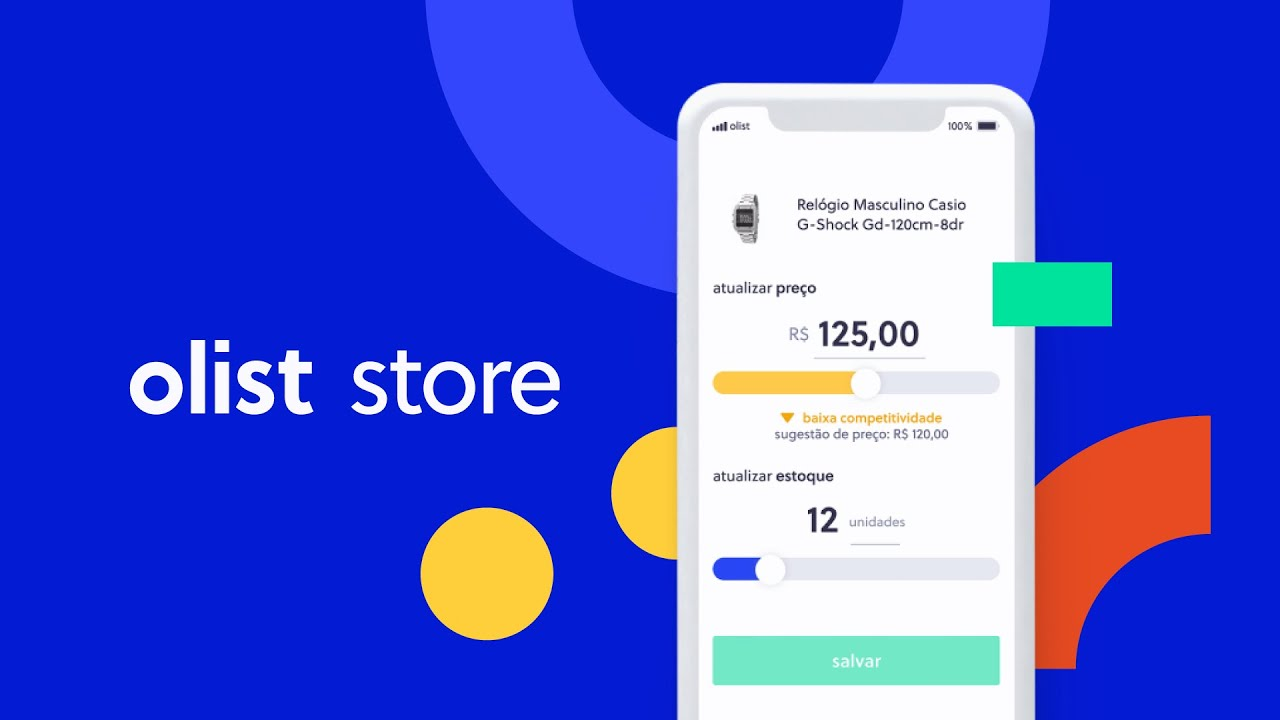 olist store
olist 100%
Relógio Masculino Casio
G-Shock Gd-120cm-8dr
atualizar preço
R$ 125,00
baixa competitividade
sugestão de preço: R$ 120,00
atualizar estoque
12 unidades
salvar